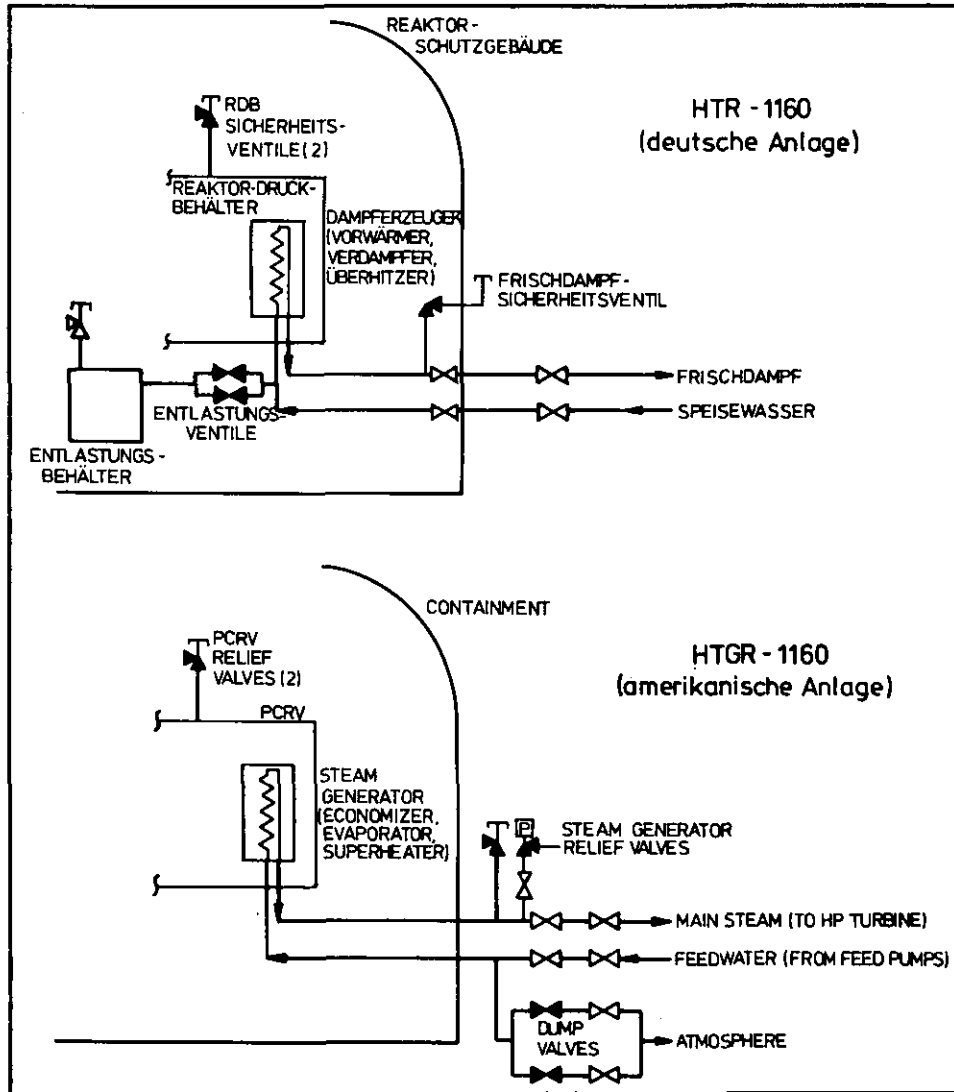 REAKTOR-
SCHUTZGEBÄUDE
HTR - 1160
(deutsche Anlage)
RDB
SICHERHEITS-
VENTILE(2)
REAKTOR-DRUCK-
BEHÄLTER
DAMPFERZEUGER
(VORWÄRMER,
VERDAMPFER,
ÜBERHITZER)
FRISCHDAMPF-
SICHERHEITSVENTIL
FRISCHDAMPF
SPEISEWASSER
ENTLASTUNGS-
VENTILE
ENTLASTUNGS-
BEHÄLTER
CONTAINMENT
HTGR - 1160
(amerikanische Anlage)
PCRV
RELIEF
VALVES (2)
PCRV
STEAM
GENERATOR
(ECONOMIZER,
EVAPORATOR,
SUPERHEATER)
P
STEAM GENERATOR
RELIEF VALVES
MAIN STEAM (TO HP TURBINE)
FEEDWATER (FROM FEED PUMPS)
DUMP
VALVES
ATMOSPHERE